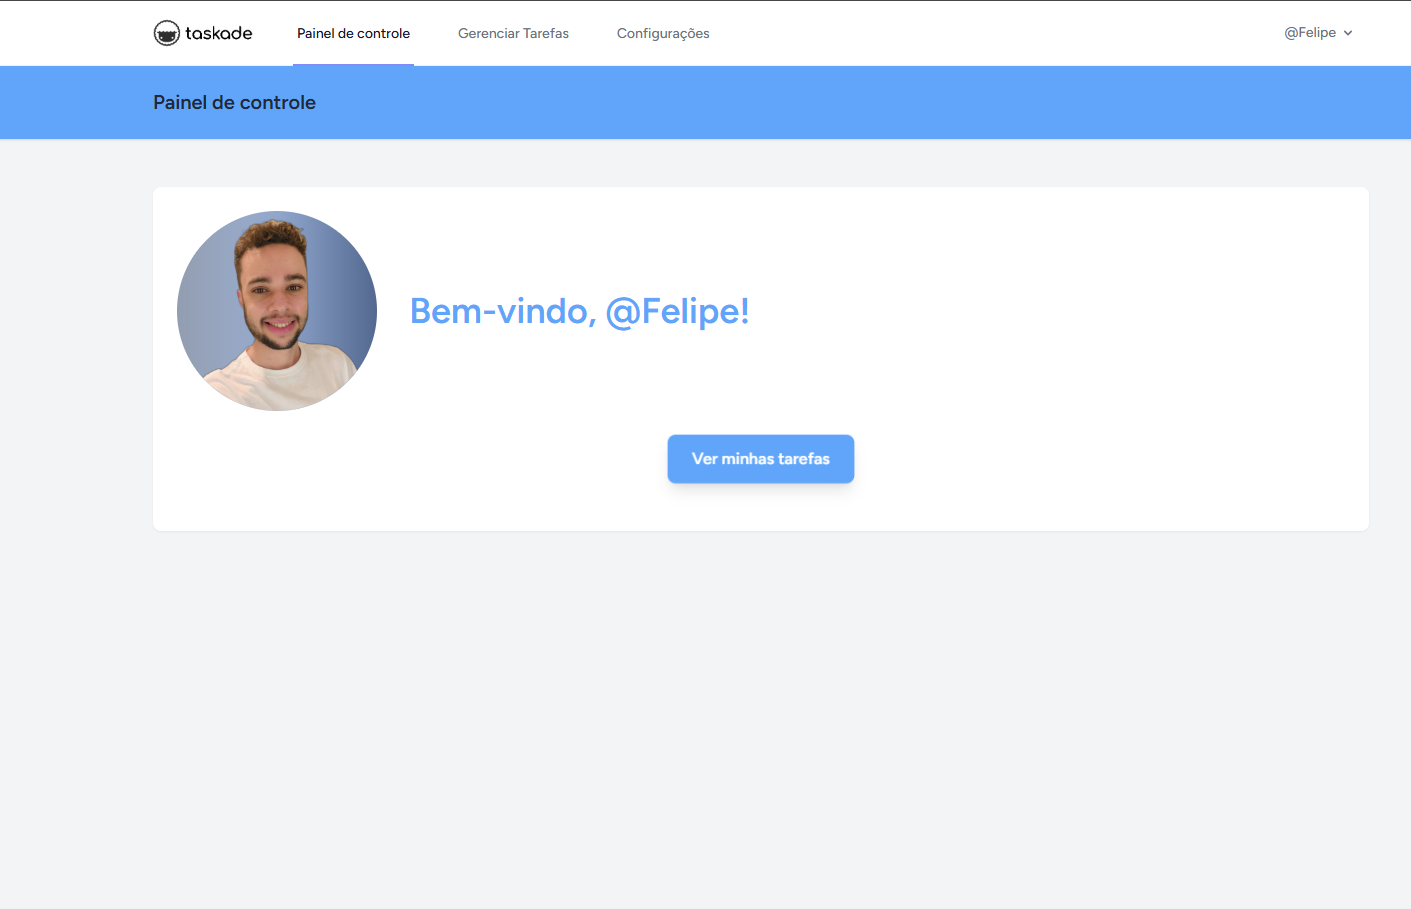 taskade Painel de controle Gerenciar Tarefas Configurações @Felipe
Painel de controle
Bem-vindo, @Felipe!
Ver minhas tarefas